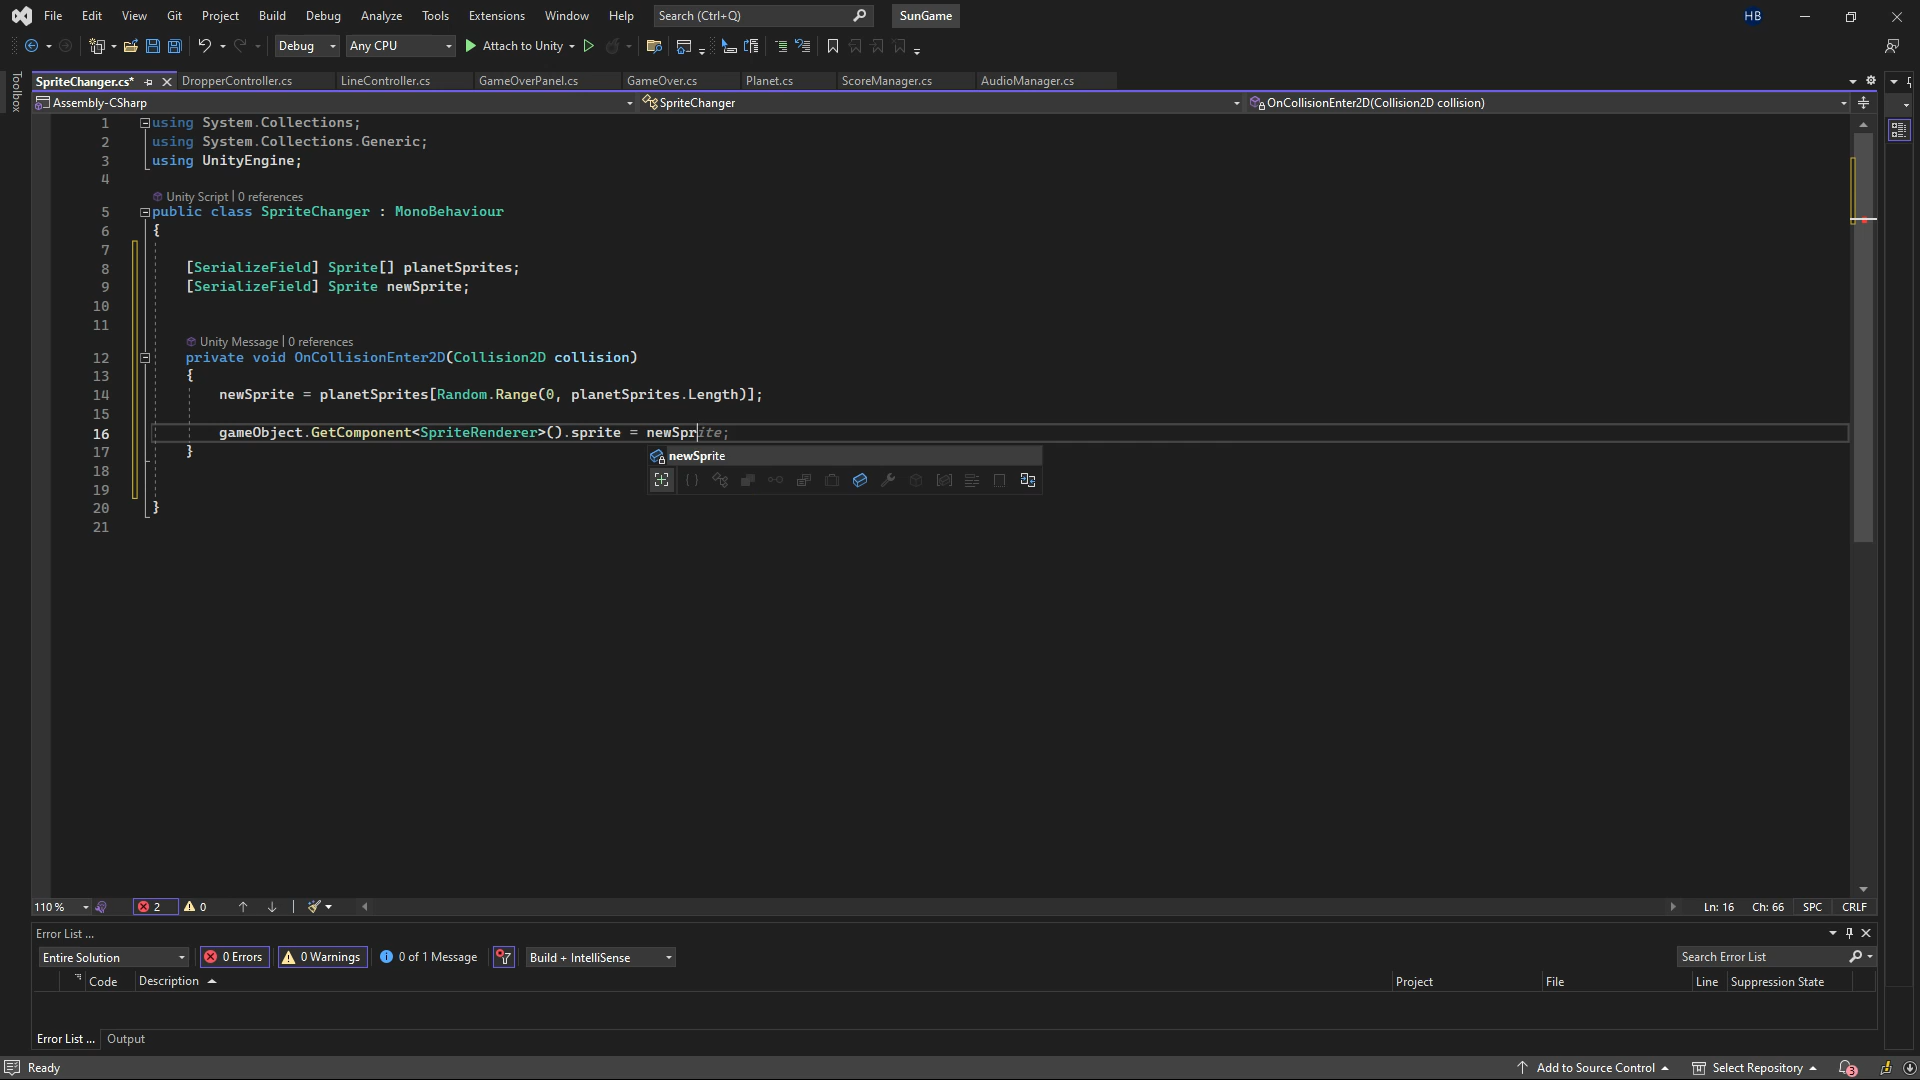 File Edit View Git Project Build Debug Analyze Tools Extensions Window Help Search (Ctrl+Q) SunGame HB
Debug Any CPU Attach to Unity
Toolbox
SpriteChanger.cs* DropperController.cs LineController.cs GameOverPanel.cs GameOver.cs Planet.cs ScoreManager.cs AudioManager.cs
Assembly-CSharp SpriteChanger OnCollisionEnter2D(Collision2D collision)
1 using System.Collections;
2 using System.Collections.Generic;
3 using UnityEngine;
4
Unity Script | 0 references
5 public class SpriteChanger : MonoBehaviour
6 {
7
8 [SerializeField] Sprite[] planetSprites;
9 [SerializeField] Sprite newSprite;
10
11
Unity Message | 0 references
12 private void OnCollisionEnter2D(Collision2D collision)
13 {
14 newSprite = planetSprites[Random.Range(0, planetSprites.Length)];
15
16 gameObject.GetComponent<SpriteRenderer>().sprite = newSprite;
17 }
newSprite
18
19
20 }
21
110 % 2 0 Ln: 16 Ch: 66 SPC CRLF
Error List ...
Entire Solution 0 Errors 0 Warnings 0 of 1 Message Build + IntelliSense Search Error List
Code Description Project File Line Suppression State
Error List ... Output
Ready Add to Source Control Select Repository 3